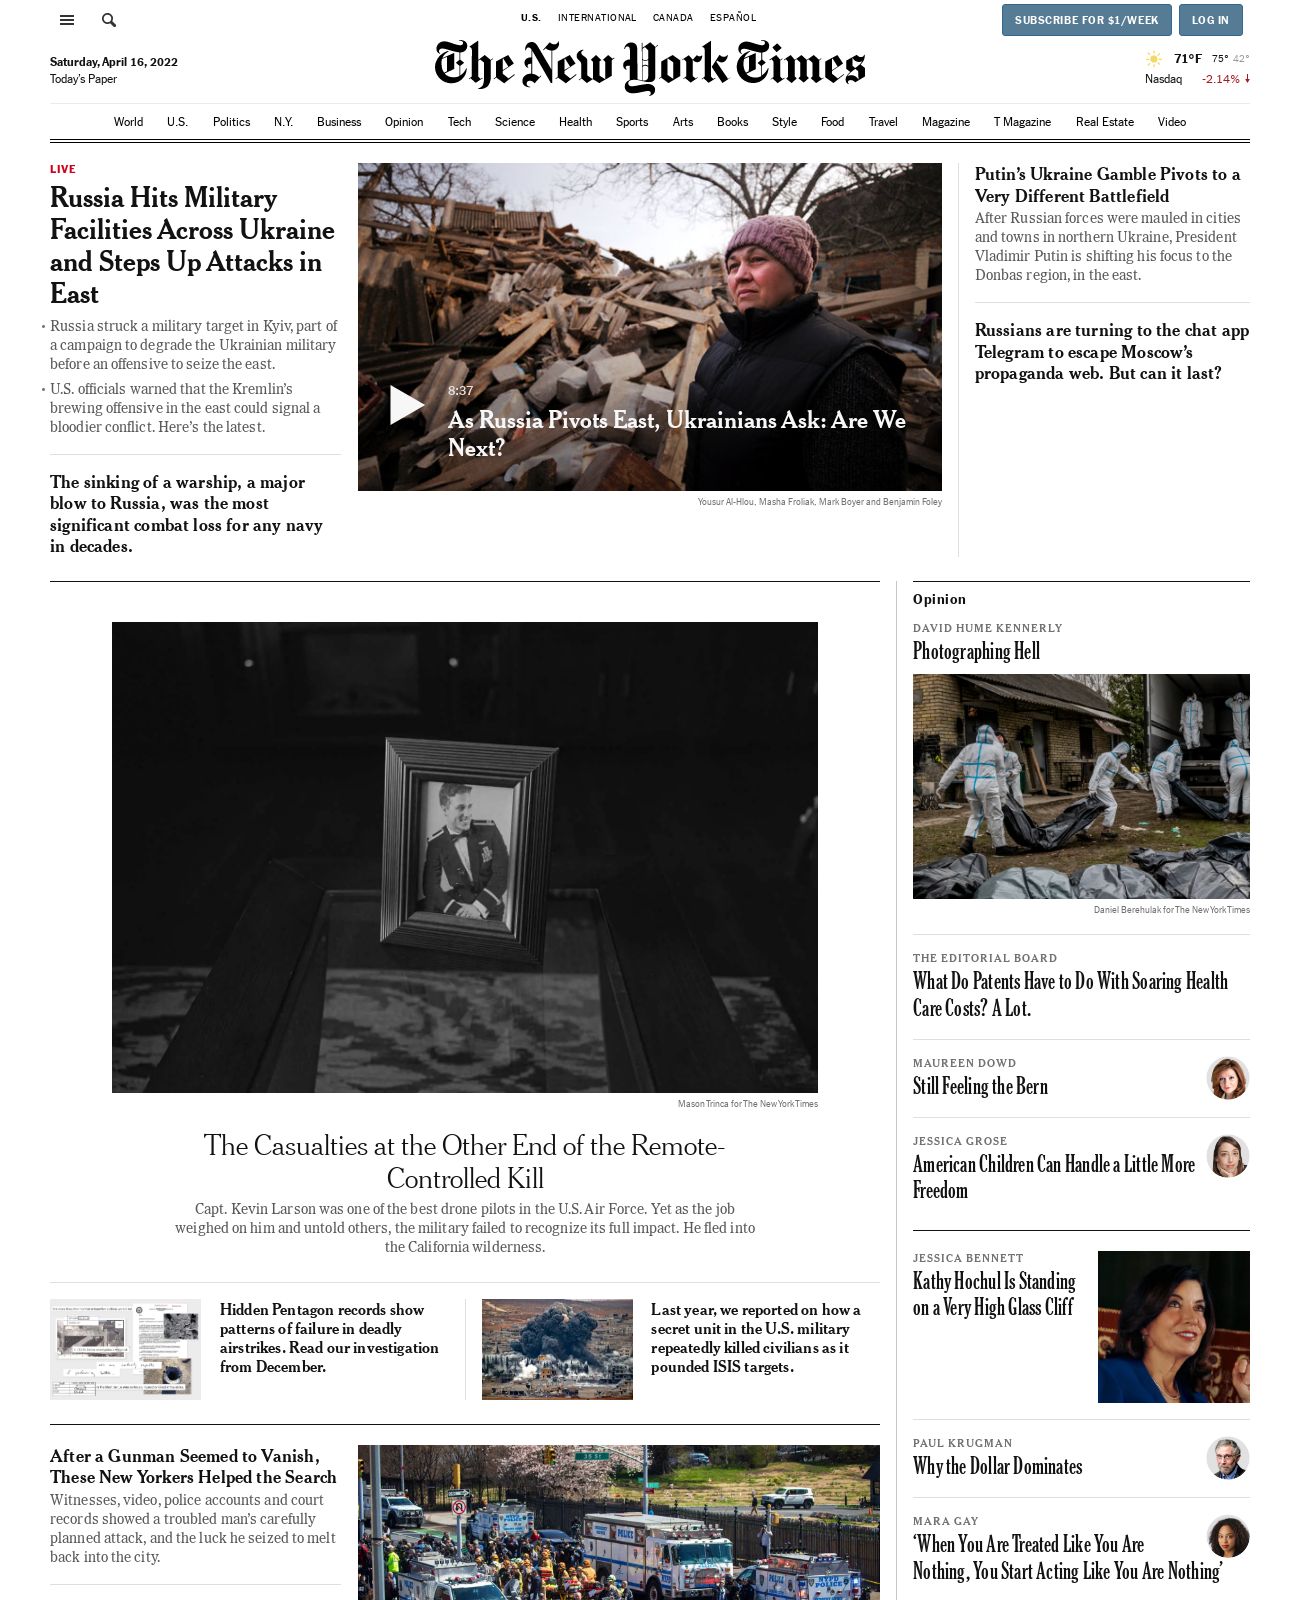 U.S. INTERNATIONAL CANADA ESPAÑOL
SUBSCRIBE FOR $1/WEEK
LOG IN
Saturday, April 16, 2022
Today's Paper
The New York Times
71°F 75° 42°
Nasdaq -2.14%
World U.S. Politics N.Y. Business Opinion Tech Science Health Sports Arts Books Style Food Travel Magazine T Magazine Real Estate Video
LIVE
Russia Hits Military
Facilities Across Ukraine
and Steps Up Attacks in
East
• Russia struck a military target in Kyiv, part of
a campaign to degrade the Ukrainian military
before an offensive to seize the east.
• U.S. officials warned that the Kremlin's
brewing offensive in the east could signal a
bloodier conflict. Here's the latest.
The sinking of a warship, a major
blow to Russia, was the most
significant combat loss for any navy
in decades.
8:37
As Russia Pivots East, Ukrainians Ask: Are We
Next?
Yousur Al-Hlou, Masha Froliak, Mark Boyer and Benjamin Foley
Putin's Ukraine Gamble Pivots to a
Very Different Battlefield
After Russian forces were mauled in cities
and towns in northern Ukraine, President
Vladimir Putin is shifting his focus to the
Donbas region, in the east.
Russians are turning to the chat app
Telegram to escape Moscow's
propaganda web. But can it last?
Mason Trinca for The New York Times
The Casualties at the Other End of the Remote-
Controlled Kill
Capt. Kevin Larson was one of the best drone pilots in the U.S. Air Force. Yet as the job
weighed on him and untold others, the military failed to recognize its full impact. He fled into
the California wilderness.
Hidden Pentagon records show
patterns of failure in deadly
airstrikes. Read our investigation
from December.
Last year, we reported on how a
secret unit in the U.S. military
repeatedly killed civilians as it
pounded ISIS targets.
After a Gunman Seemed to Vanish,
These New Yorkers Helped the Search
Witnesses, video, police accounts and court
records showed a troubled man's carefully
planned attack, and the luck he seized to melt
back into the city.
35 St
POLICE
NYPD
POLICE
Opinion
DAVID HUME KENNERLY
Photographing Hell
Daniel Berehulak for The New York Times
THE EDITORIAL BOARD
What Do Patents Have to Do With Soaring Health
Care Costs? A Lot.
MAUREEN DOWD
Still Feeling the Bern
JESSICA GROSE
American Children Can Handle a Little More
Freedom
JESSICA BENNETT
Kathy Hochul Is Standing
on a Very High Glass Cliff
PAUL KRUGMAN
Why the Dollar Dominates
MARA GAY
'When You Are Treated Like You Are
Nothing, You Start Acting Like You Are Nothing'